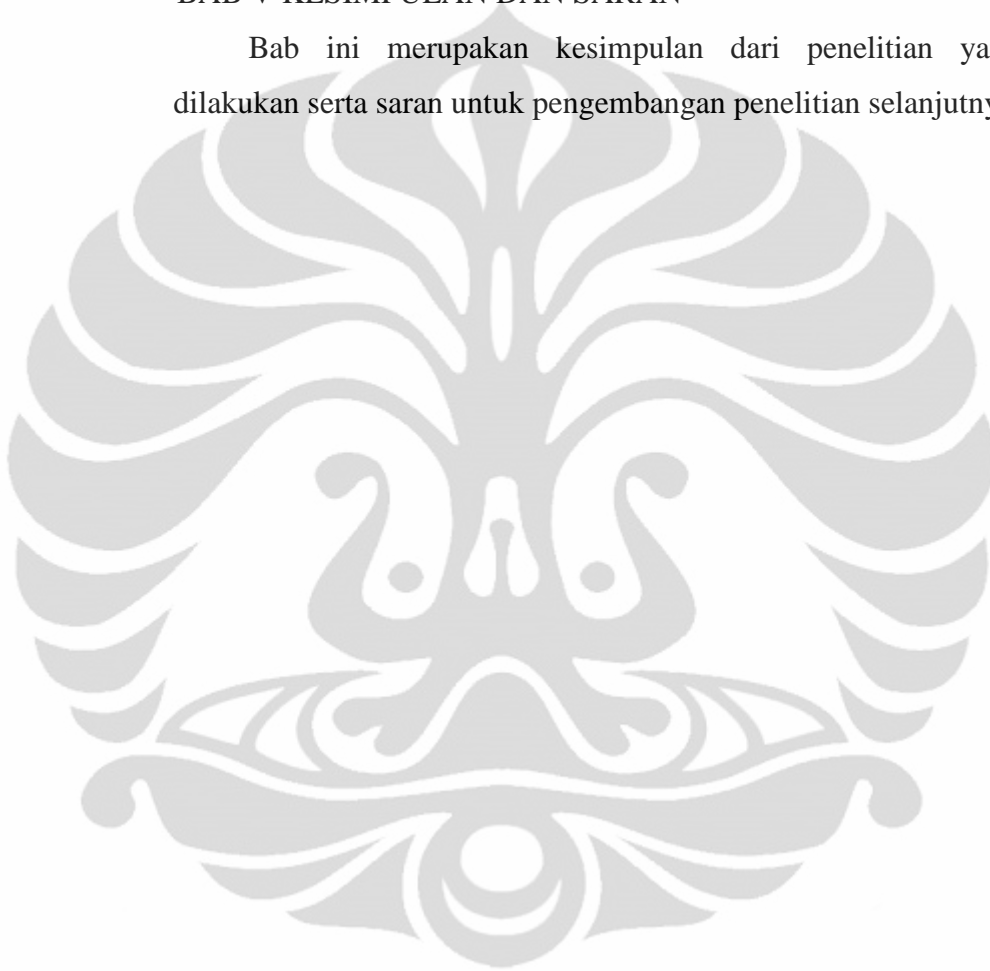 BAB V KESIMPULAN DAN SARAN
Bab ini merupakan kesimpulan dari penelitian ya
dilakukan serta saran untuk pengembangan penelitian selanjutny